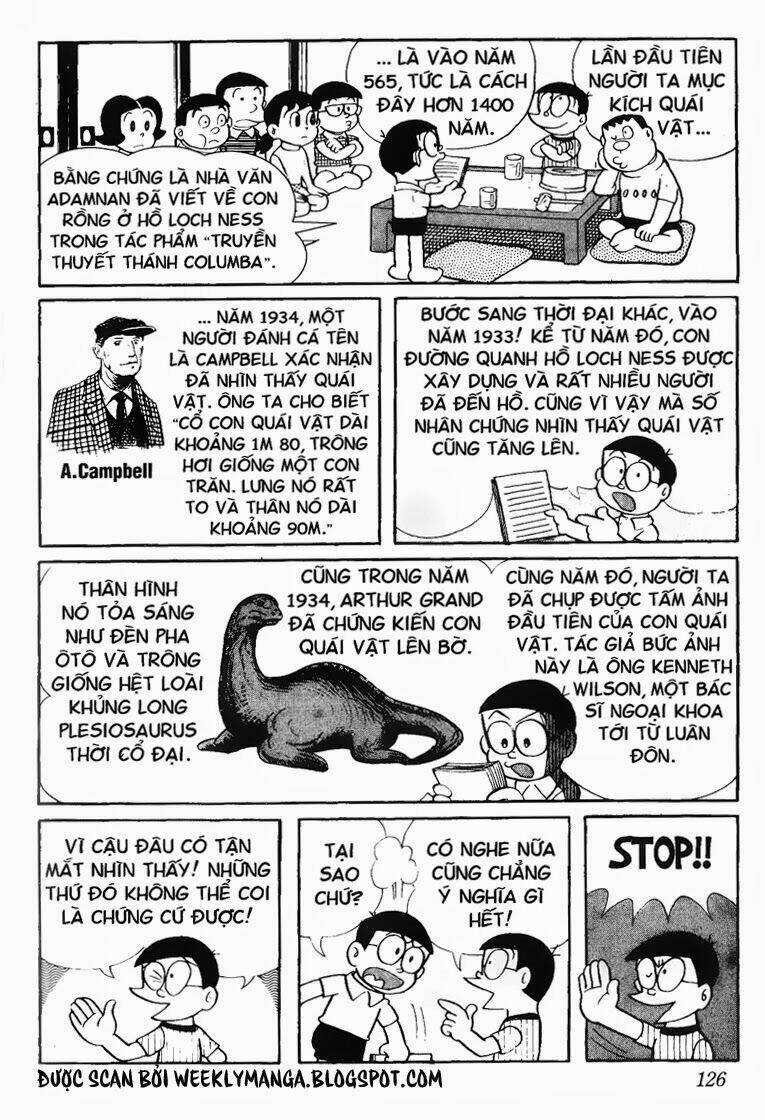 LẦN ĐẦU TIÊN
NGƯỜI TA MỤC
KÍCH QUÁI
VẬT...
... LÀ VÀO NĂM
565, TỨC LÀ CÁCH
ĐÂY HƠN 1400
NĂM.
BẰNG CHỨNG LÀ NHÀ VĂN
ADAMNAN ĐÃ VIẾT VỀ CON
RỒNG Ở HỒ LOCH NESS
TRONG TÁC PHẨM "TRUYỀN
THUYẾT THÁNH COLUMBA".
BƯỚC SANG THỜI ĐẠI KHÁC, VÀO
NĂM 1933! KỂ TỪ NĂM ĐÓ, CON
ĐƯỜNG QUANH HỒ LOCH NESS ĐƯỢC
XÂY DỰNG VÀ RẤT NHIỀU NGƯỜI
ĐÃ ĐẾN HỒ. CŨNG VÌ VẬY MÀ SỐ
NHÂN CHỨNG NHÌN THẤY QUÁI VẬT
CŨNG TĂNG LÊN.
... NĂM 1934, MỘT
NGƯỜI ĐÁNH CÁ TÊN
LÀ CAMPBELL XÁC NHẬN
ĐÃ NHÌN THẤY QUÁI
VẬT. ÔNG TA CHO BIẾT
"CỔ CON QUÁI VẬT DÀI
KHOẢNG 1M 80, TRÔNG
HƠI GIỐNG MỘT CON
TRĂN. LƯNG NÓ RẤT
TO VÀ THÂN NÓ DÀI
KHOẢNG 90M."
A.Campbell
CÙNG NĂM ĐÓ, NGƯỜI TA
ĐÃ CHỤP ĐƯỢC TẤM ẢNH
ĐẦU TIÊN CỦA CON QUÁI
VẬT. TÁC GIẢ BỨC ẢNH
NÀY LÀ ÔNG KENNETH
WILSON, MỘT BÁC
SĨ NGOẠI KHOA
TỚI TỪ LUÂN
ĐÔN.
CŨNG TRONG NĂM
1934, ARTHUR GRAND
ĐÃ CHỨNG KIẾN CON
QUÁI VẬT LÊN BỜ.
THÂN HÌNH
NÓ TỎA SÁNG
NHƯ ĐÈN PHA
ÔTÔ VÀ TRÔNG
GIỐNG HỆT LOÀI
KHỦNG LONG
PLESIOSAURUS
THỜI CỔ ĐẠI.
STOP!!
CÓ NGHE NỮA
CŨNG CHẲNG
Ý NGHĨA GÌ
HẾT!
TẠI
SAO
CHỨ?
VÌ CẬU ĐÂU CÓ TẬN
MẮT NHÌN THẤY! NHỮNG
THỨ ĐÓ KHÔNG THỂ COI
LÀ CHỨNG CỨ ĐƯỢC!
ĐƯỢC SCAN BỞI WEEKLYMANGA.BLOGSPOT.COM
126